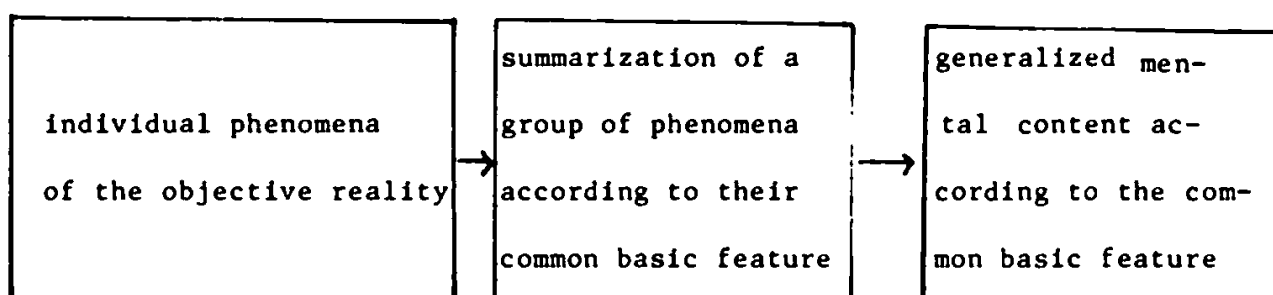 individual phenomena
of the objective reality
summarization of a
group of phenomena
according to their
common basic feature
generalized men-
tal content ac-
cording to the com-
mon basic feature